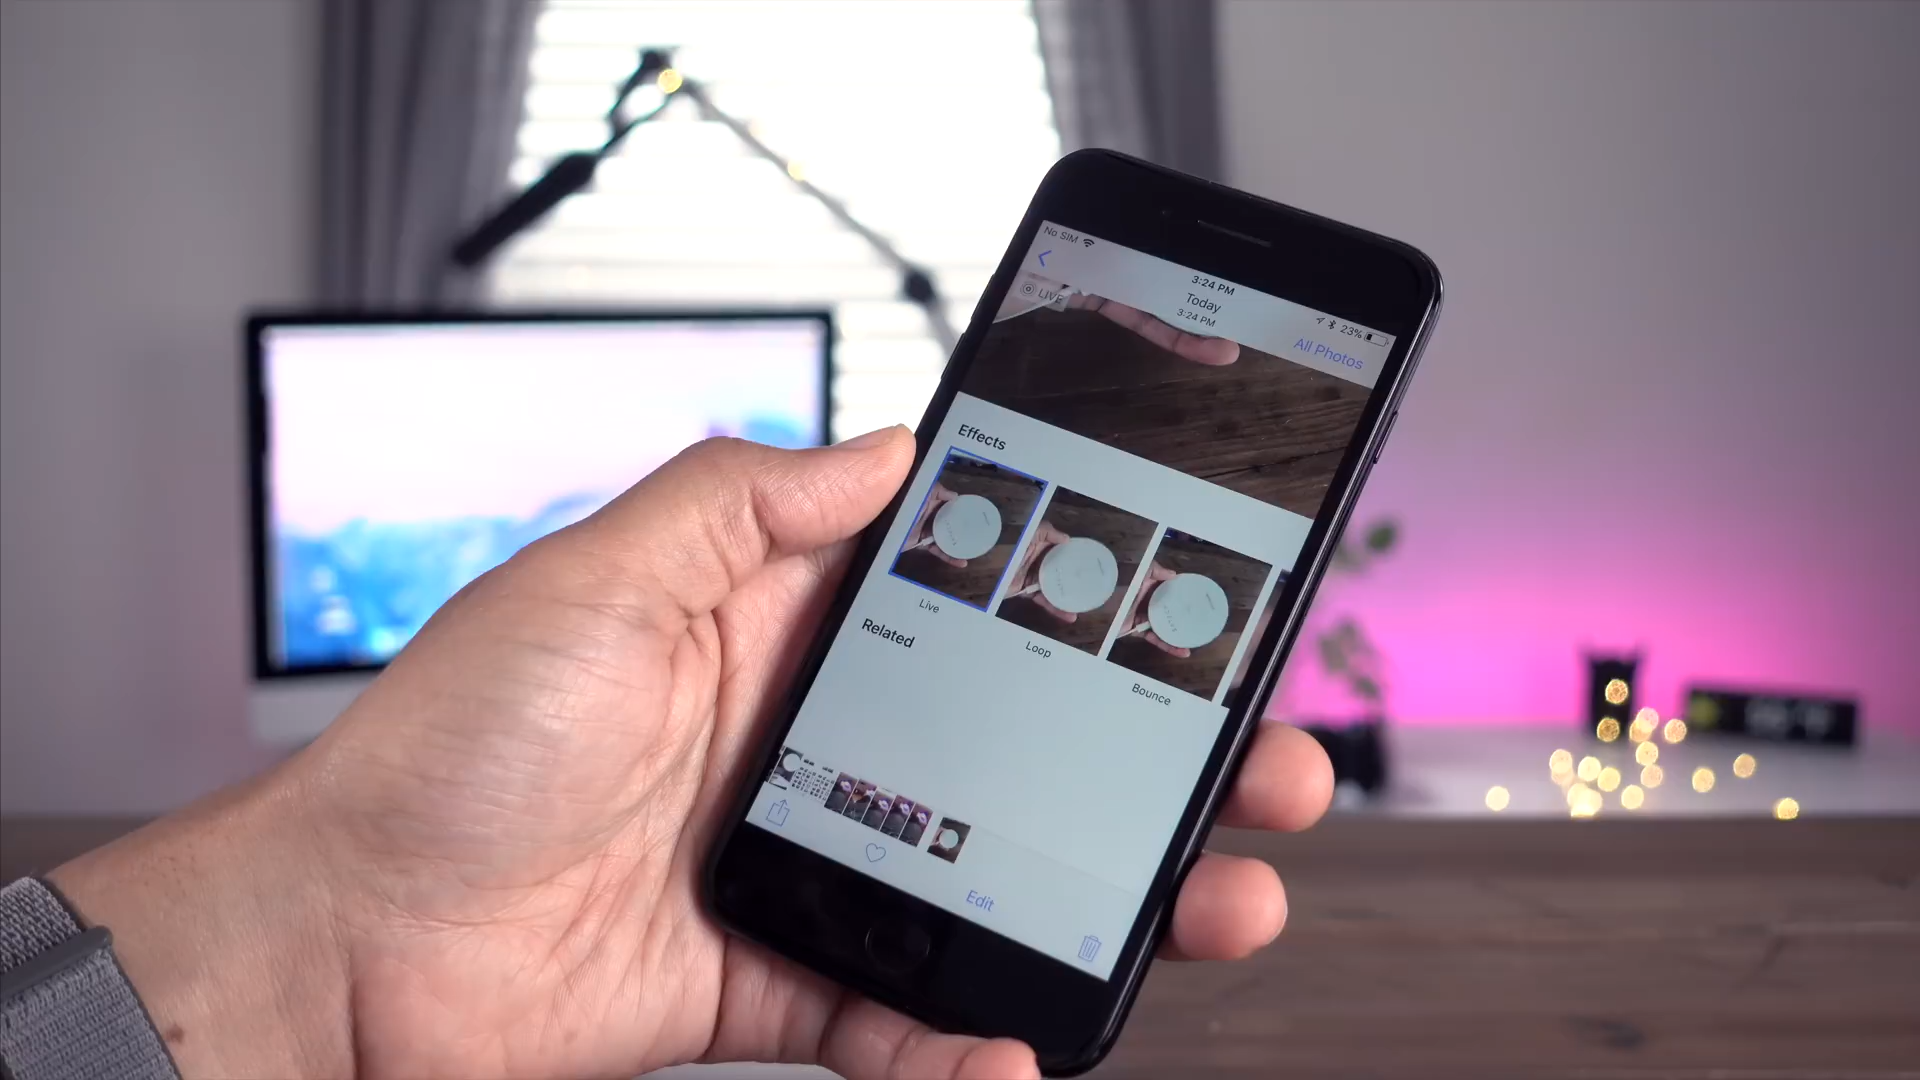 No SIM
3:24 PM
23%
LIVE
Today
3:24 PM
All Photos
Effects
Live
Loop
Bounce
Related
Edit